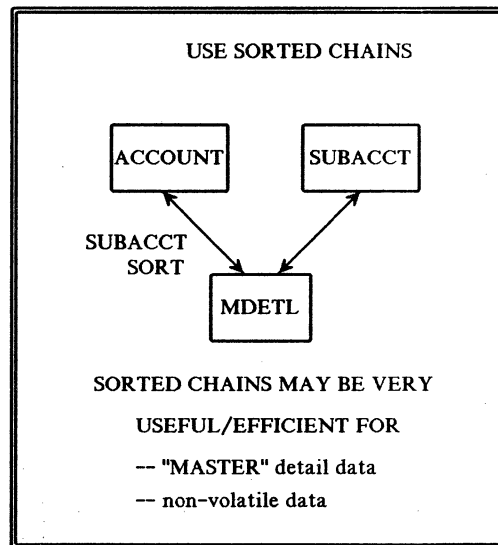 USE SORTED CHAINS
ACCOUNT
SUBACCT
SUBACCT
SORT
MDETL
SORTED CHAINS MAY BE VERY
USEFUL/EFFICIENT FOR
-- "MASTER" detail data
-- non-volatile data